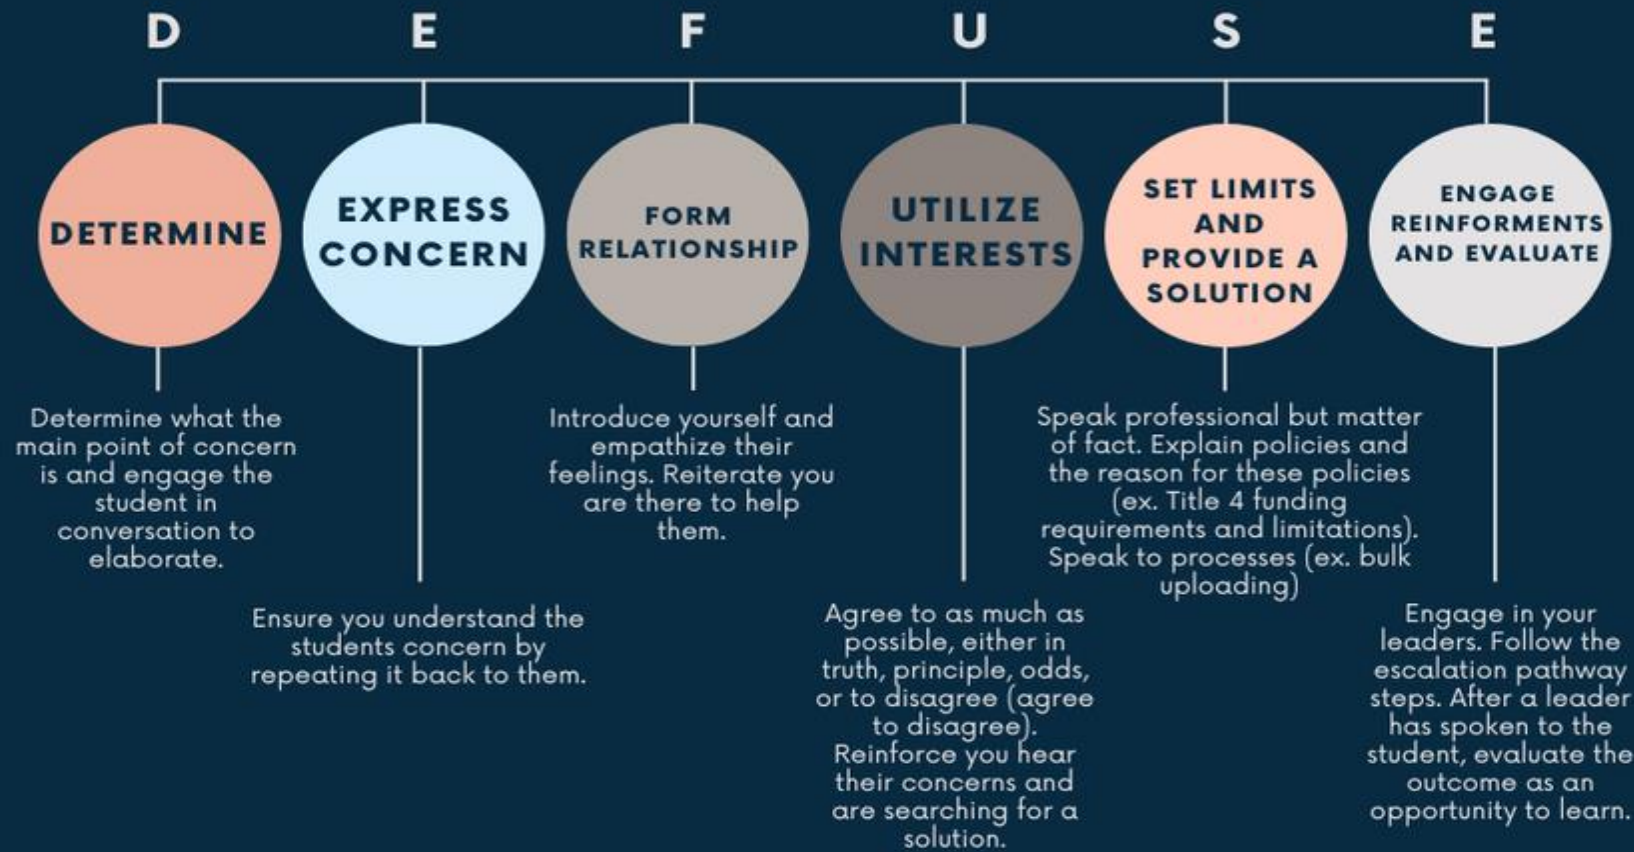 D
E
F
U
S
E
DETERMINE
EXPRESS
CONCERN
FORM
RELATIONSHIP
UTILIZE
INTERESTS
SET LIMITS
AND
PROVIDE A
SOLUTION
ENGAGE
REINFORMENTS
AND EVALUATE
Determine what the
main point of concern
is and engage the
student in
conversation to
elaborate.
Ensure you understand the
students concern by
repeating it back to them.
Introduce yourself and
empathize their
feelings. Reiterate you
are there to help
them.
Agree to as much as
possible, either in
truth, principle, odds,
or to disagree (agree
to disagree).
Reinforce you hear
their concerns and
are searching for a
solution.
Speak professional but matter
of fact. Explain policies and
the reason for these policies
(ex. Title 4 funding
requirements and limitations).
Speak to processes (ex. bulk
uploading)
Engage in your
leaders. Follow the
escalation pathway
steps. After a leader
has spoken to the
student, evaluate the
outcome as an
opportunity to learn.